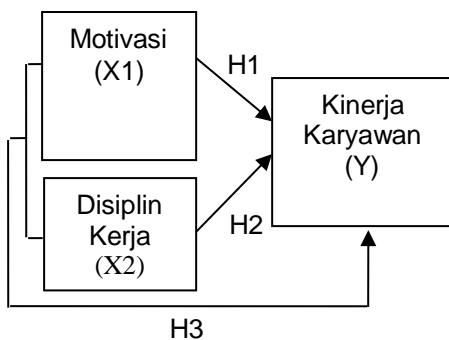 Motivasi
(X1)
H1
Kinerja
Karyawan
(Y)
Disiplin
Kerja
(X2)
H2
H3